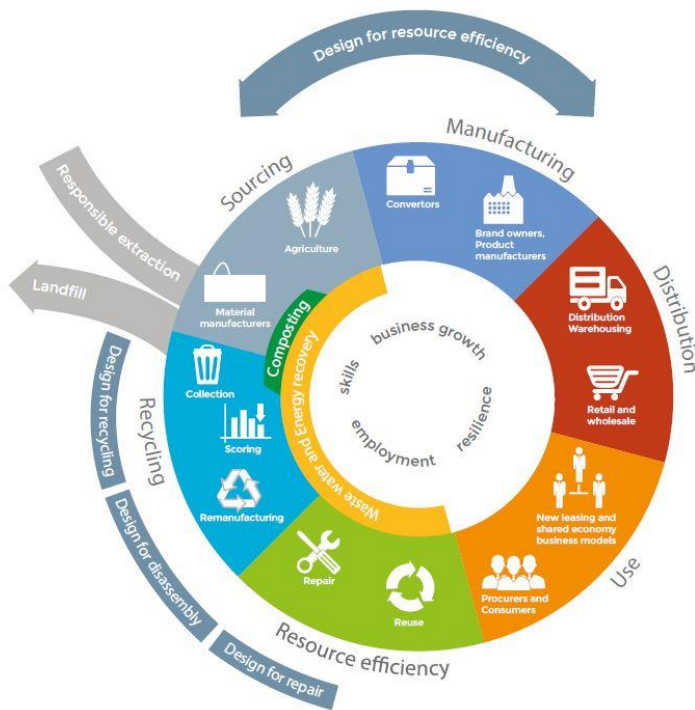 Design for resource efficiency
Manufacturing
Sourcing
Responsible extraction
Landfill
Convertors
Brand owners,
Product
manufacturers
Agriculture
Material
manufacturers
Distribution
Distribution
Warehousing
Retail and
wholesale
Composting
Waste water and Energy recovery
business growth
skills
resilience
employment
Recycling
Collection
Scoring
Remanufacturing
Design for
recycling
Design for disassembly
Design for repair
New leasing and
shared economy
business models
Procurers and
Consumers
Use
Repair
Reuse
Resource efficiency